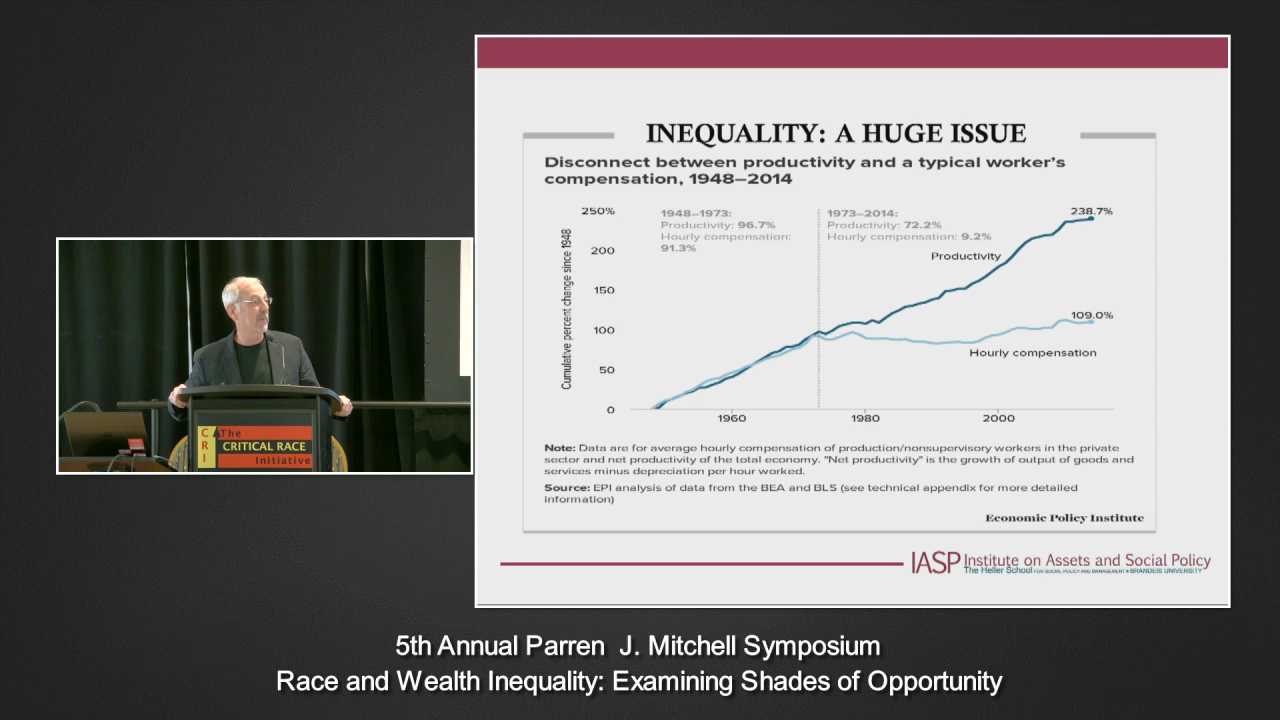 INEQUALITY: A HUGE ISSUE
Disconnect between productivity and a typical worker's
compensation, 1948–2014
Cumulative percent change since 1948
250%
200
150
100
50
0
1948–1973:
Productivity: 96.7%
Hourly compensation:
91.3%
1973–2014:
Productivity: 72.2%
Hourly compensation: 9.2%
238.7%
Productivity
109.0%
Hourly compensation
1960
1980
2000
Note: Data are for average hourly compensation of production/nonsupervisory workers in the private
sector and net productivity of the total economy. "Net productivity" is the growth of output of goods and
services minus depreciation per hour worked.
Source: EPI analysis of data from the BEA and BLS (see technical appendix for more detailed
information)
Economic Policy Institute
IASP Institute on Assets and Social Policy
The Heller School FOR SOCIAL POLICY AND MANAGEMENT • BRANDEIS UNIVERSITY
CRI
The
CRITICAL RACE
Initiative
5th Annual Parren J. Mitchell Symposium
Race and Wealth Inequality: Examining Shades of Opportunity